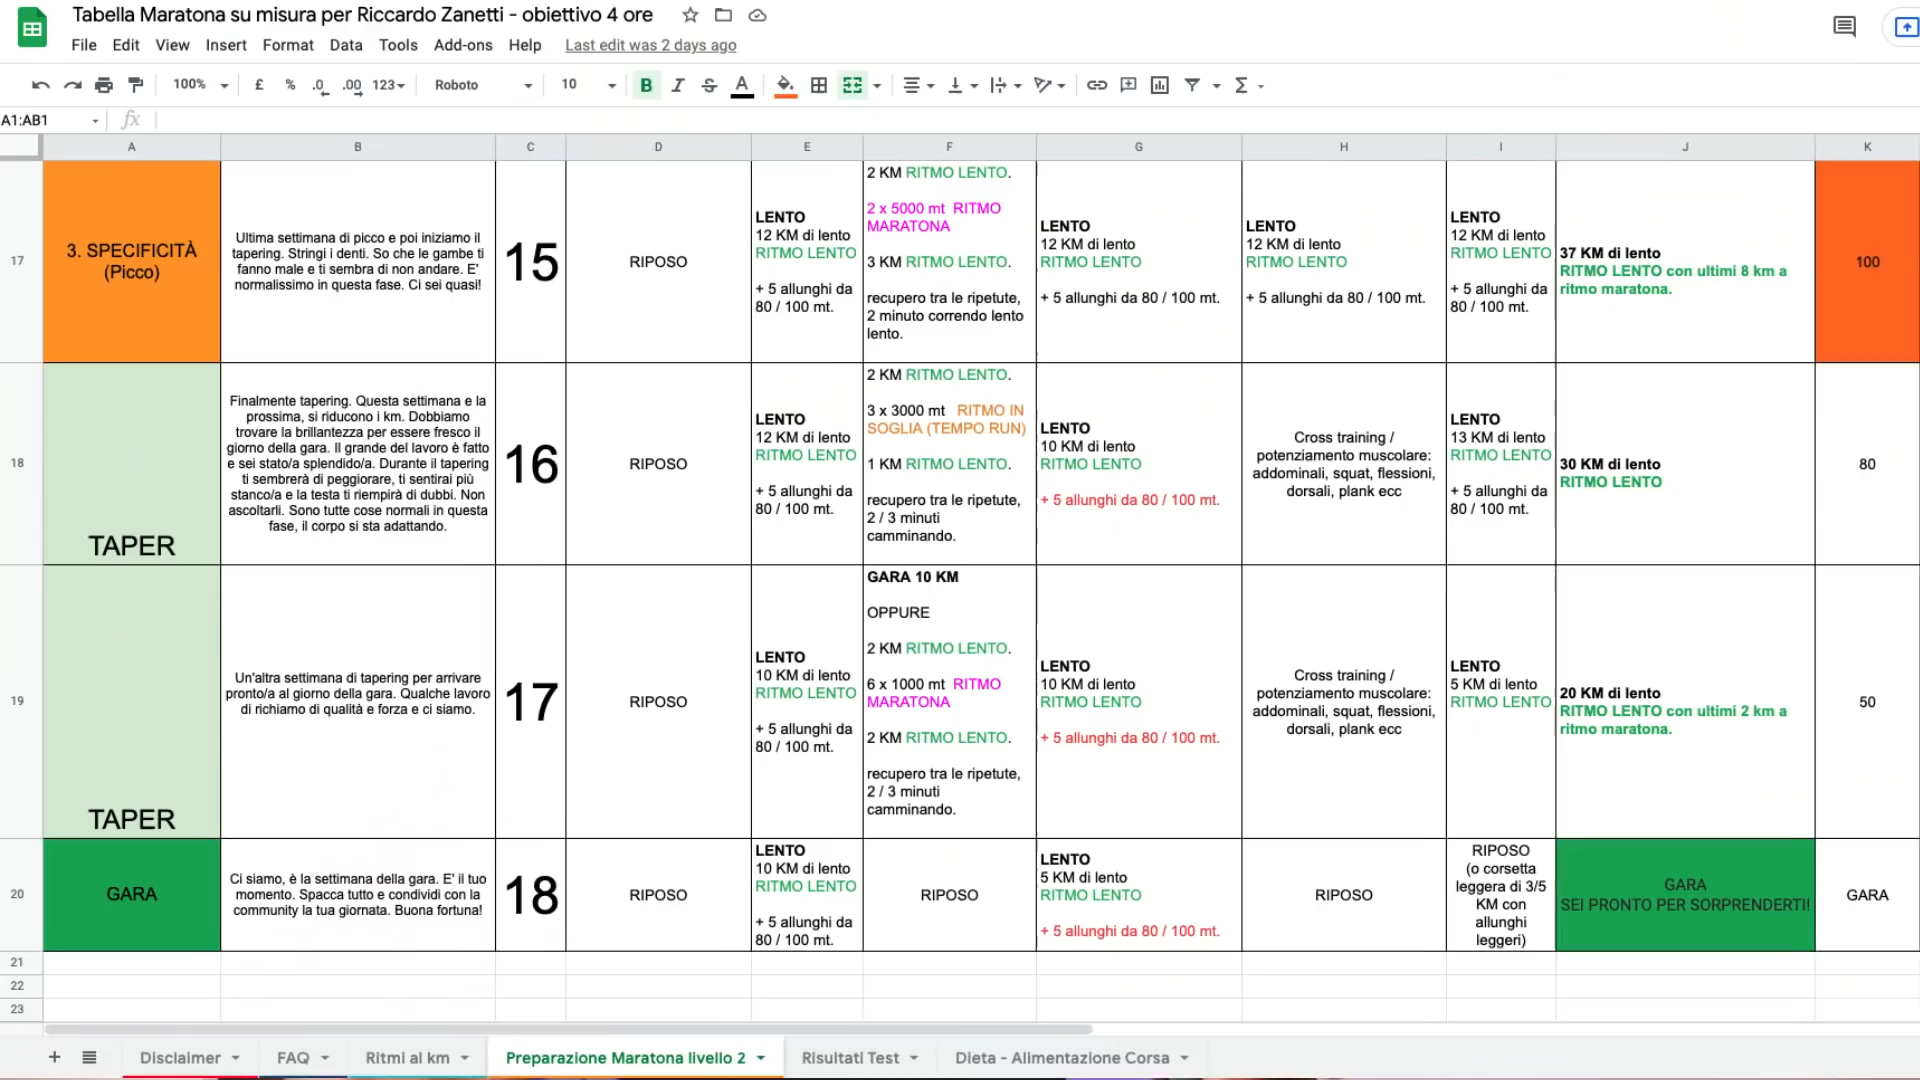 Tabella Maratona su misura per Riccardo Zanetti - obiettivo 4 ore
File Edit View Insert Format Data Tools Add-ons Help Last edit was 2 days ago
100% £ % .0 .00 123 Roboto 10 B I S A Σ
A1:AB1 fx
A B C D E F G H I J K
17
3. SPECIFICITÀ
(Picco)
Ultima settimana di picco e poi iniziamo il
tapering. Stringi i denti. So che le gambe ti
fanno male e ti sembra di non andare. E'
normalissimo in questa fase. Ci sei quasi!
15
RIPOSO
LENTO
12 KM di lento
RITMO LENTO
+ 5 allunghi da
80 / 100 mt.
2 KM RITMO LENTO.
2 x 5000 mt RITMO
MARATONA
3 KM RITMO LENTO.
recupero tra le ripetute,
2 minuto correndo lento
lento.
LENTO
12 KM di lento
RITMO LENTO
+ 5 allunghi da 80 / 100 mt.
LENTO
12 KM di lento
RITMO LENTO
+ 5 allunghi da 80 / 100 mt.
LENTO
12 KM di lento
RITMO LENTO
+ 5 allunghi da
80 / 100 mt.
37 KM di lento
RITMO LENTO con ultimi 8 km a
ritmo maratona.
100
18
TAPER
Finalmente tapering. Questa settimana e la
prossima, si riducono i km. Dobbiamo
trovare la brillantezza per essere fresco il
giorno della gara. Il grande del lavoro è fatto
e sei stato/a splendido/a. Durante il tapering
ti sembrerà di peggiorare, ti sentirai più
stanco/a e la testa ti riempirà di dubbi. Non
ascoltarli. Sono tutte cose normali in questa
fase, il corpo si sta adattando.
16
RIPOSO
LENTO
12 KM di lento
RITMO LENTO
+ 5 allunghi da
80 / 100 mt.
2 KM RITMO LENTO.
3 x 3000 mt RITMO IN
SOGLIA (TEMPO RUN)
1 KM RITMO LENTO.
recupero tra le ripetute,
2 / 3 minuti
camminando.
LENTO
10 KM di lento
RITMO LENTO
+ 5 allunghi da 80 / 100 mt.
Cross training /
potenziamento muscolare:
addominali, squat, flessioni,
dorsali, plank ecc
LENTO
13 KM di lento
RITMO LENTO
+ 5 allunghi da
80 / 100 mt.
30 KM di lento
RITMO LENTO
80
19
TAPER
Un'altra settimana di tapering per arrivare
pronto/a al giorno della gara. Qualche lavoro
di richiamo di qualità e forza e ci siamo.
17
RIPOSO
LENTO
10 KM di lento
RITMO LENTO
+ 5 allunghi da
80 / 100 mt.
GARA 10 KM
OPPURE
2 KM RITMO LENTO.
6 x 1000 mt RITMO
MARATONA
2 KM RITMO LENTO.
recupero tra le ripetute,
2 / 3 minuti
camminando.
LENTO
10 KM di lento
RITMO LENTO
+ 5 allunghi da 80 / 100 mt.
Cross training /
potenziamento muscolare:
addominali, squat, flessioni,
dorsali, plank ecc
LENTO
5 KM di lento
RITMO LENTO
20 KM di lento
RITMO LENTO con ultimi 2 km a
ritmo maratona.
50
20
GARA
Ci siamo, è la settimana della gara. E' il tuo
momento. Spacca tutto e condividi con la
community la tua giornata. Buona fortuna!
18
RIPOSO
LENTO
10 KM di lento
RITMO LENTO
+ 5 allunghi da
80 / 100 mt.
RIPOSO
LENTO
5 KM di lento
RITMO LENTO
+ 5 allunghi da 80 / 100 mt.
RIPOSO
RIPOSO
(o corsetta
leggera di 3/5
KM con
allunghi
leggeri)
GARA
SEI PRONTO PER SORPRENDERTI!
GARA
21
22
23
+ Disclaimer FAQ Ritmi al km Preparazione Maratona livello 2 Risultati Test Dieta - Alimentazione Corsa